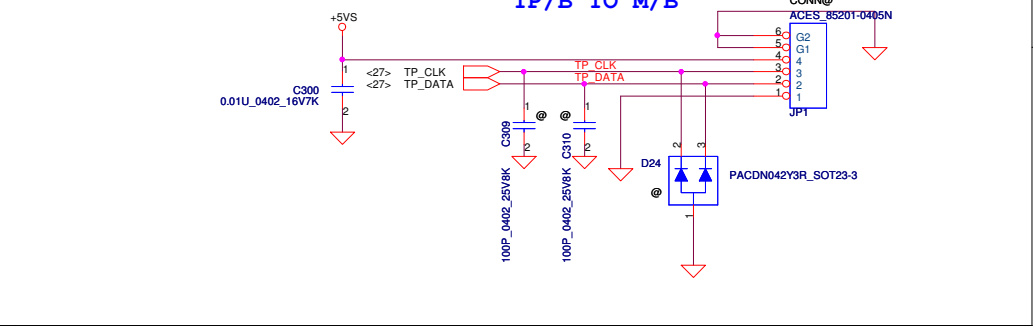 TP/B TO M/B
CONN@
ACES_85201-0405N
+5VS
6 G2
5 G1
4 4
3 3
2 2
1 1
JP1
<27> TP_CLK
<27> TP_DATA
TP_CLK
TP_DATA
1
C300
0.01U_0402_16V7K
2
1
@
C309
2
100P_0402_25V8K
1
@
C310
2
100P_0402_25V8K
2
3
D24
@
PACDN042Y3R_SOT23-3
1